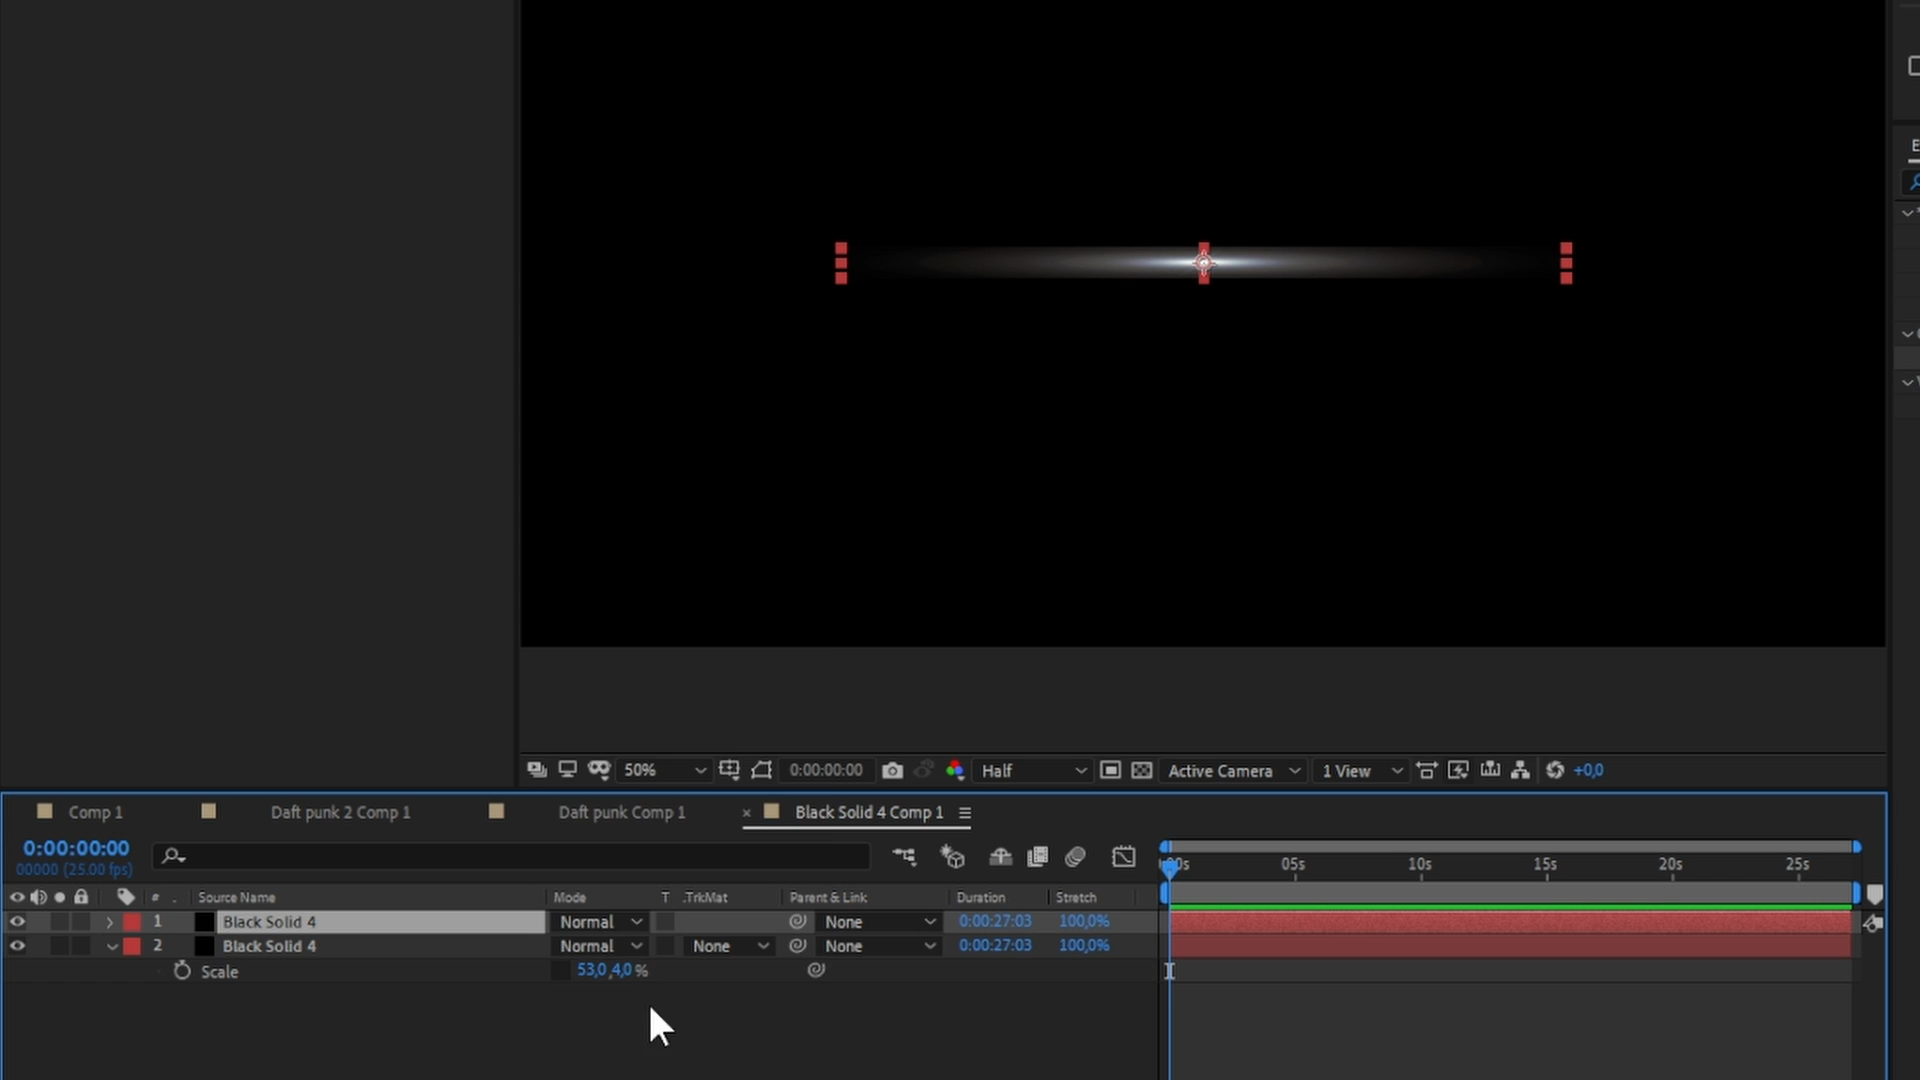 50%
0:00:00:00
Half
Active Camera
1 View
+0,0
Comp 1
Daft punk 2 Comp 1
Daft punk Comp 1
× Black Solid 4 Comp 1
0:00:00:00
00000 (25.00 fps)
05s 10s 15s 20s 25s
# . Source Name Mode T .TrkMat Parent & Link Duration Stretch
1 Black Solid 4 Normal None 0:00:27:03 100,0%
2 Black Solid 4 Normal None None 0:00:27:03 100,0%
Scale 53,0,4,0 %